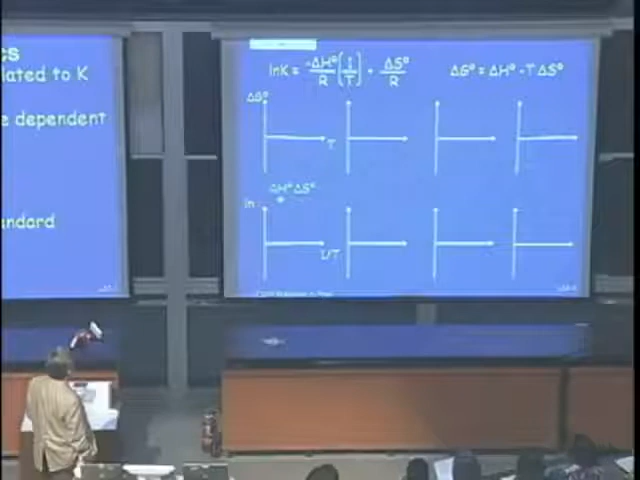 cs
lated to K
e dependent
andard
lnK = -ΔH°/R (1/T) + ΔS°/R
ΔG° = ΔH° - TΔS°
ΔG°
T
ΔH° ΔS°
ln
1/T